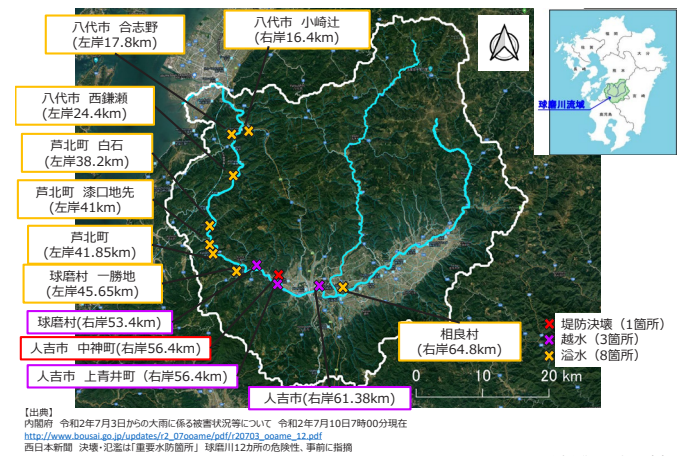 八代市 合志野
(左岸17.8km)
八代市 小崎辻
(右岸16.4km)
八代市 西鎌瀬
(左岸24.4km)
芦北町 白石
(左岸38.2km)
芦北町 漆口地先
(左岸41km)
芦北町
(左岸41.85km)
球磨村 一勝地
(左岸45.65km)
球磨村(右岸53.4km)
人吉市 中神町(右岸56.4km)
人吉市 上青井町 (右岸56.4km)
人吉市(右岸61.38km)
相良村
(右岸64.8km)
球磨川流域
堤防決壊 (1箇所)
越水 (3箇所)
溢水 (8箇所)
0 10 20 km
【出典】
内閣府 令和2年7月3日からの大雨に係る被害状況等について 令和2年7月10日7時00分現在
http://www.bousai.go.jp/updates/r2_07ooame/pdf/r20703_ooame_12.pdf
西日本新聞 決壊・氾濫は「重要水防箇所」 球磨川12カ所の危険性、事前に指摘